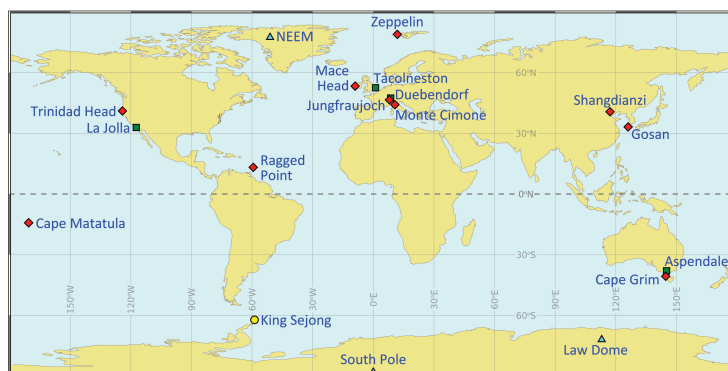 Zeppelin
NEEM
Mace
Head
Tacolneston
60°N
Duebendorf
Jungfraujoch
Monte Cimone
Trinidad Head
La Jolla
Shangdianzi
30°N
Gosan
Ragged
Point
0°N
Cape Matatula
30°S
Aspendale
Cape Grim
150°W
120°W
90°W
60°W
30°W
0°E
30°E
60°E
90°E
120°E
150°E
60°S
King Sejong
Law Dome
South Pole